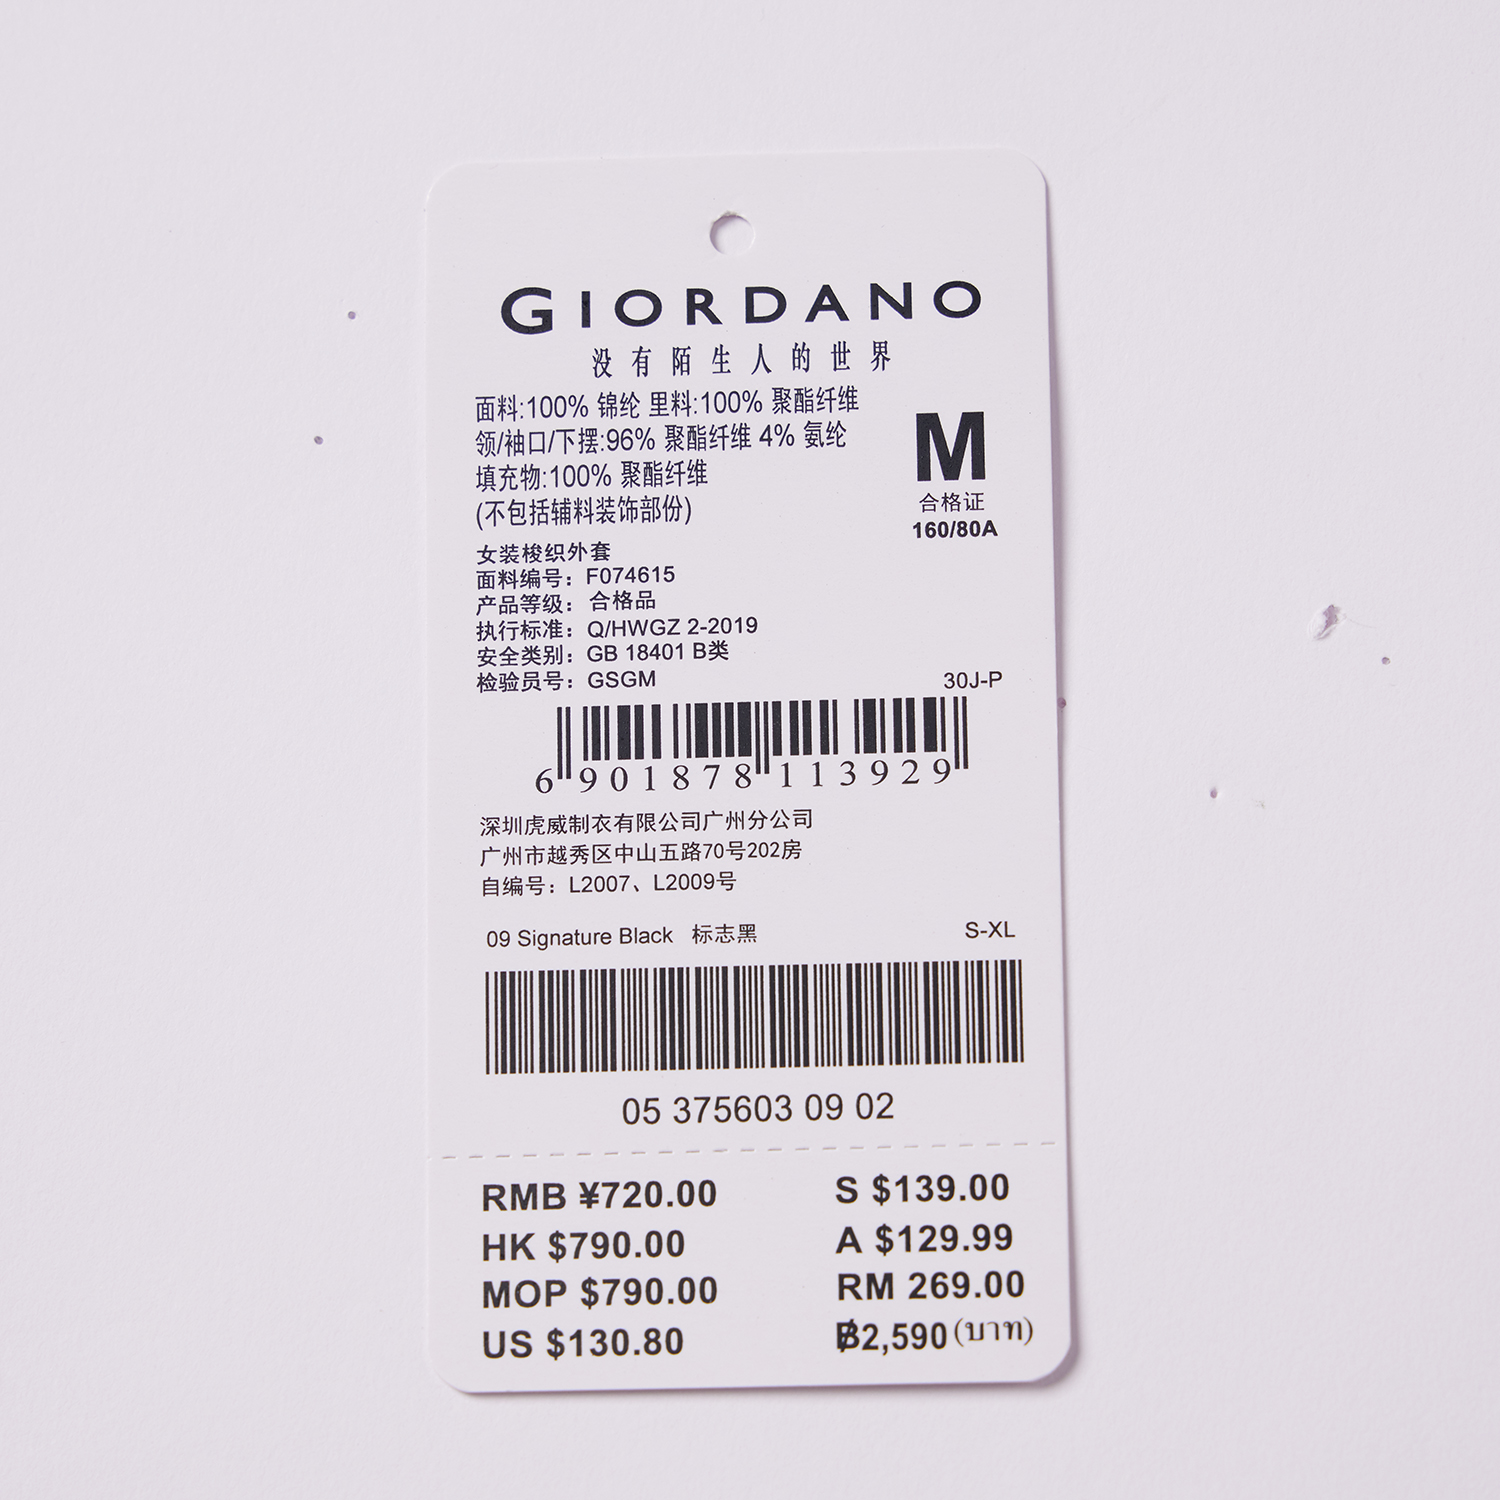 GIORDANO
没有陌生人的世界
面料:100% 锦纶 里料:100% 聚酯纤维
领/袖口/下摆:96% 聚酯纤维 4% 氨纶
填充物:100% 聚酯纤维
(不包括辅料装饰部份)
M
合格证
160/80A
女装梭织外套
面料编号：F074615
产品等级：合格品
执行标准：Q/HWGZ 2-2019
安全类别：GB 18401 B类
检验员号：GSGM
30J-P
6 901878 113929
深圳虎威制衣有限公司广州分公司
广州市越秀区中山五路70号202房
自编号：L2007、L2009号
09 Signature Black 标志黑
S-XL
05 375603 09 02
RMB ¥720.00
S $139.00
HK $790.00
A $129.99
MOP $790.00
RM 269.00
US $130.80
฿2,590 (บาท)